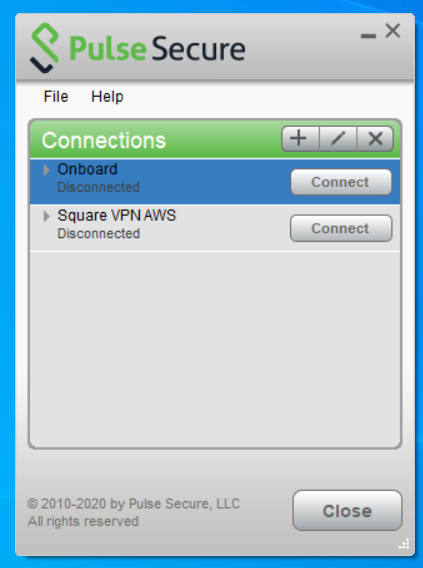 Pulse Secure
File Help
Connections
Onboard
Disconnected
Connect
Square VPN AWS
Disconnected
Connect
© 2010-2020 by Pulse Secure, LLC
All rights reserved
Close